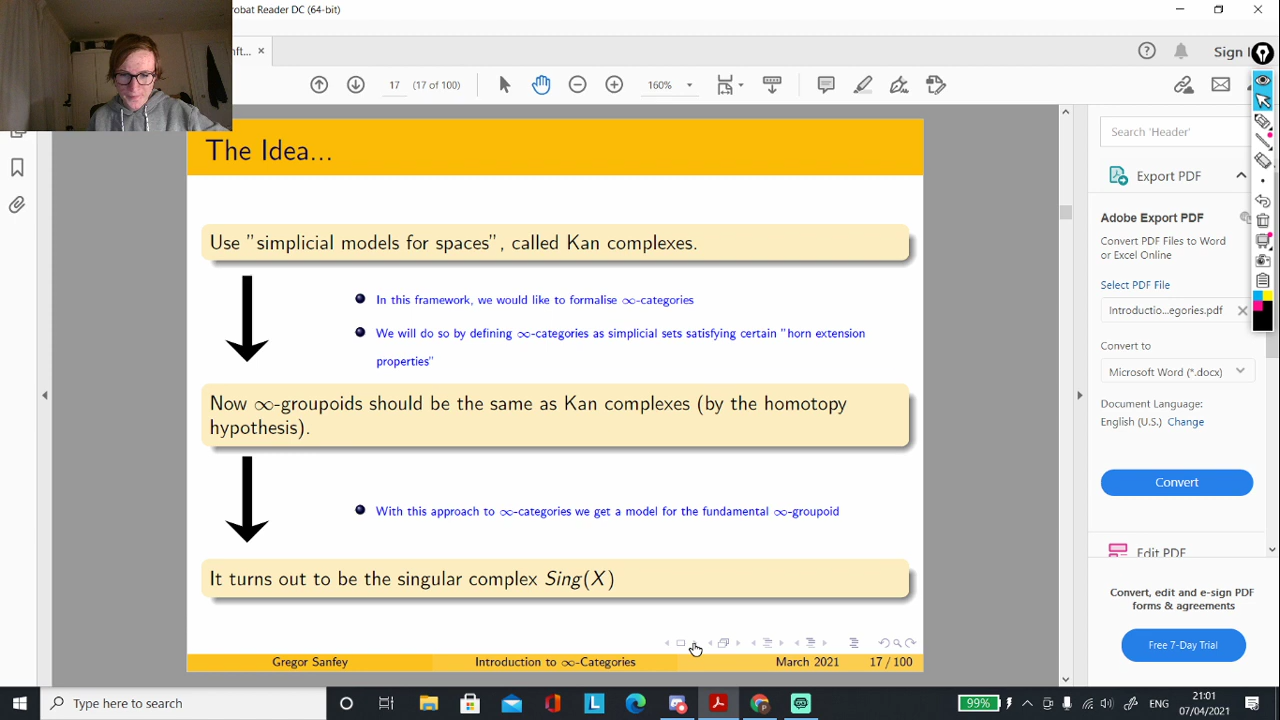 obat Reader DC (64-bit)
nft... ×
17 (17 of 100)
160%
Sign I
The Idea...
Use "simplicial models for spaces", called Kan complexes.
In this framework, we would like to formalise ∞-categories
We will do so by defining ∞-categories as simplicial sets satisfying certain "horn extension
properties"
Now ∞-groupoids should be the same as Kan complexes (by the homotopy
hypothesis).
With this approach to ∞-categories we get a model for the fundamental ∞-groupoid
It turns out to be the singular complex Sing(X)
Gregor Sanfey Introduction to ∞-Categories March 2021 17 / 100
Search 'Header'
Export PDF
Adobe Export PDF
Convert PDF Files to Word
or Excel Online
Select PDF File
Introductio...egories.pdf
Convert to
Microsoft Word (*.docx)
Document Language:
English (U.S.) Change
Convert
Edit PDF
Convert, edit and e-sign PDF
forms & agreements
Free 7-Day Trial
Type here to search
99%
ENG
21:01
07/04/2021